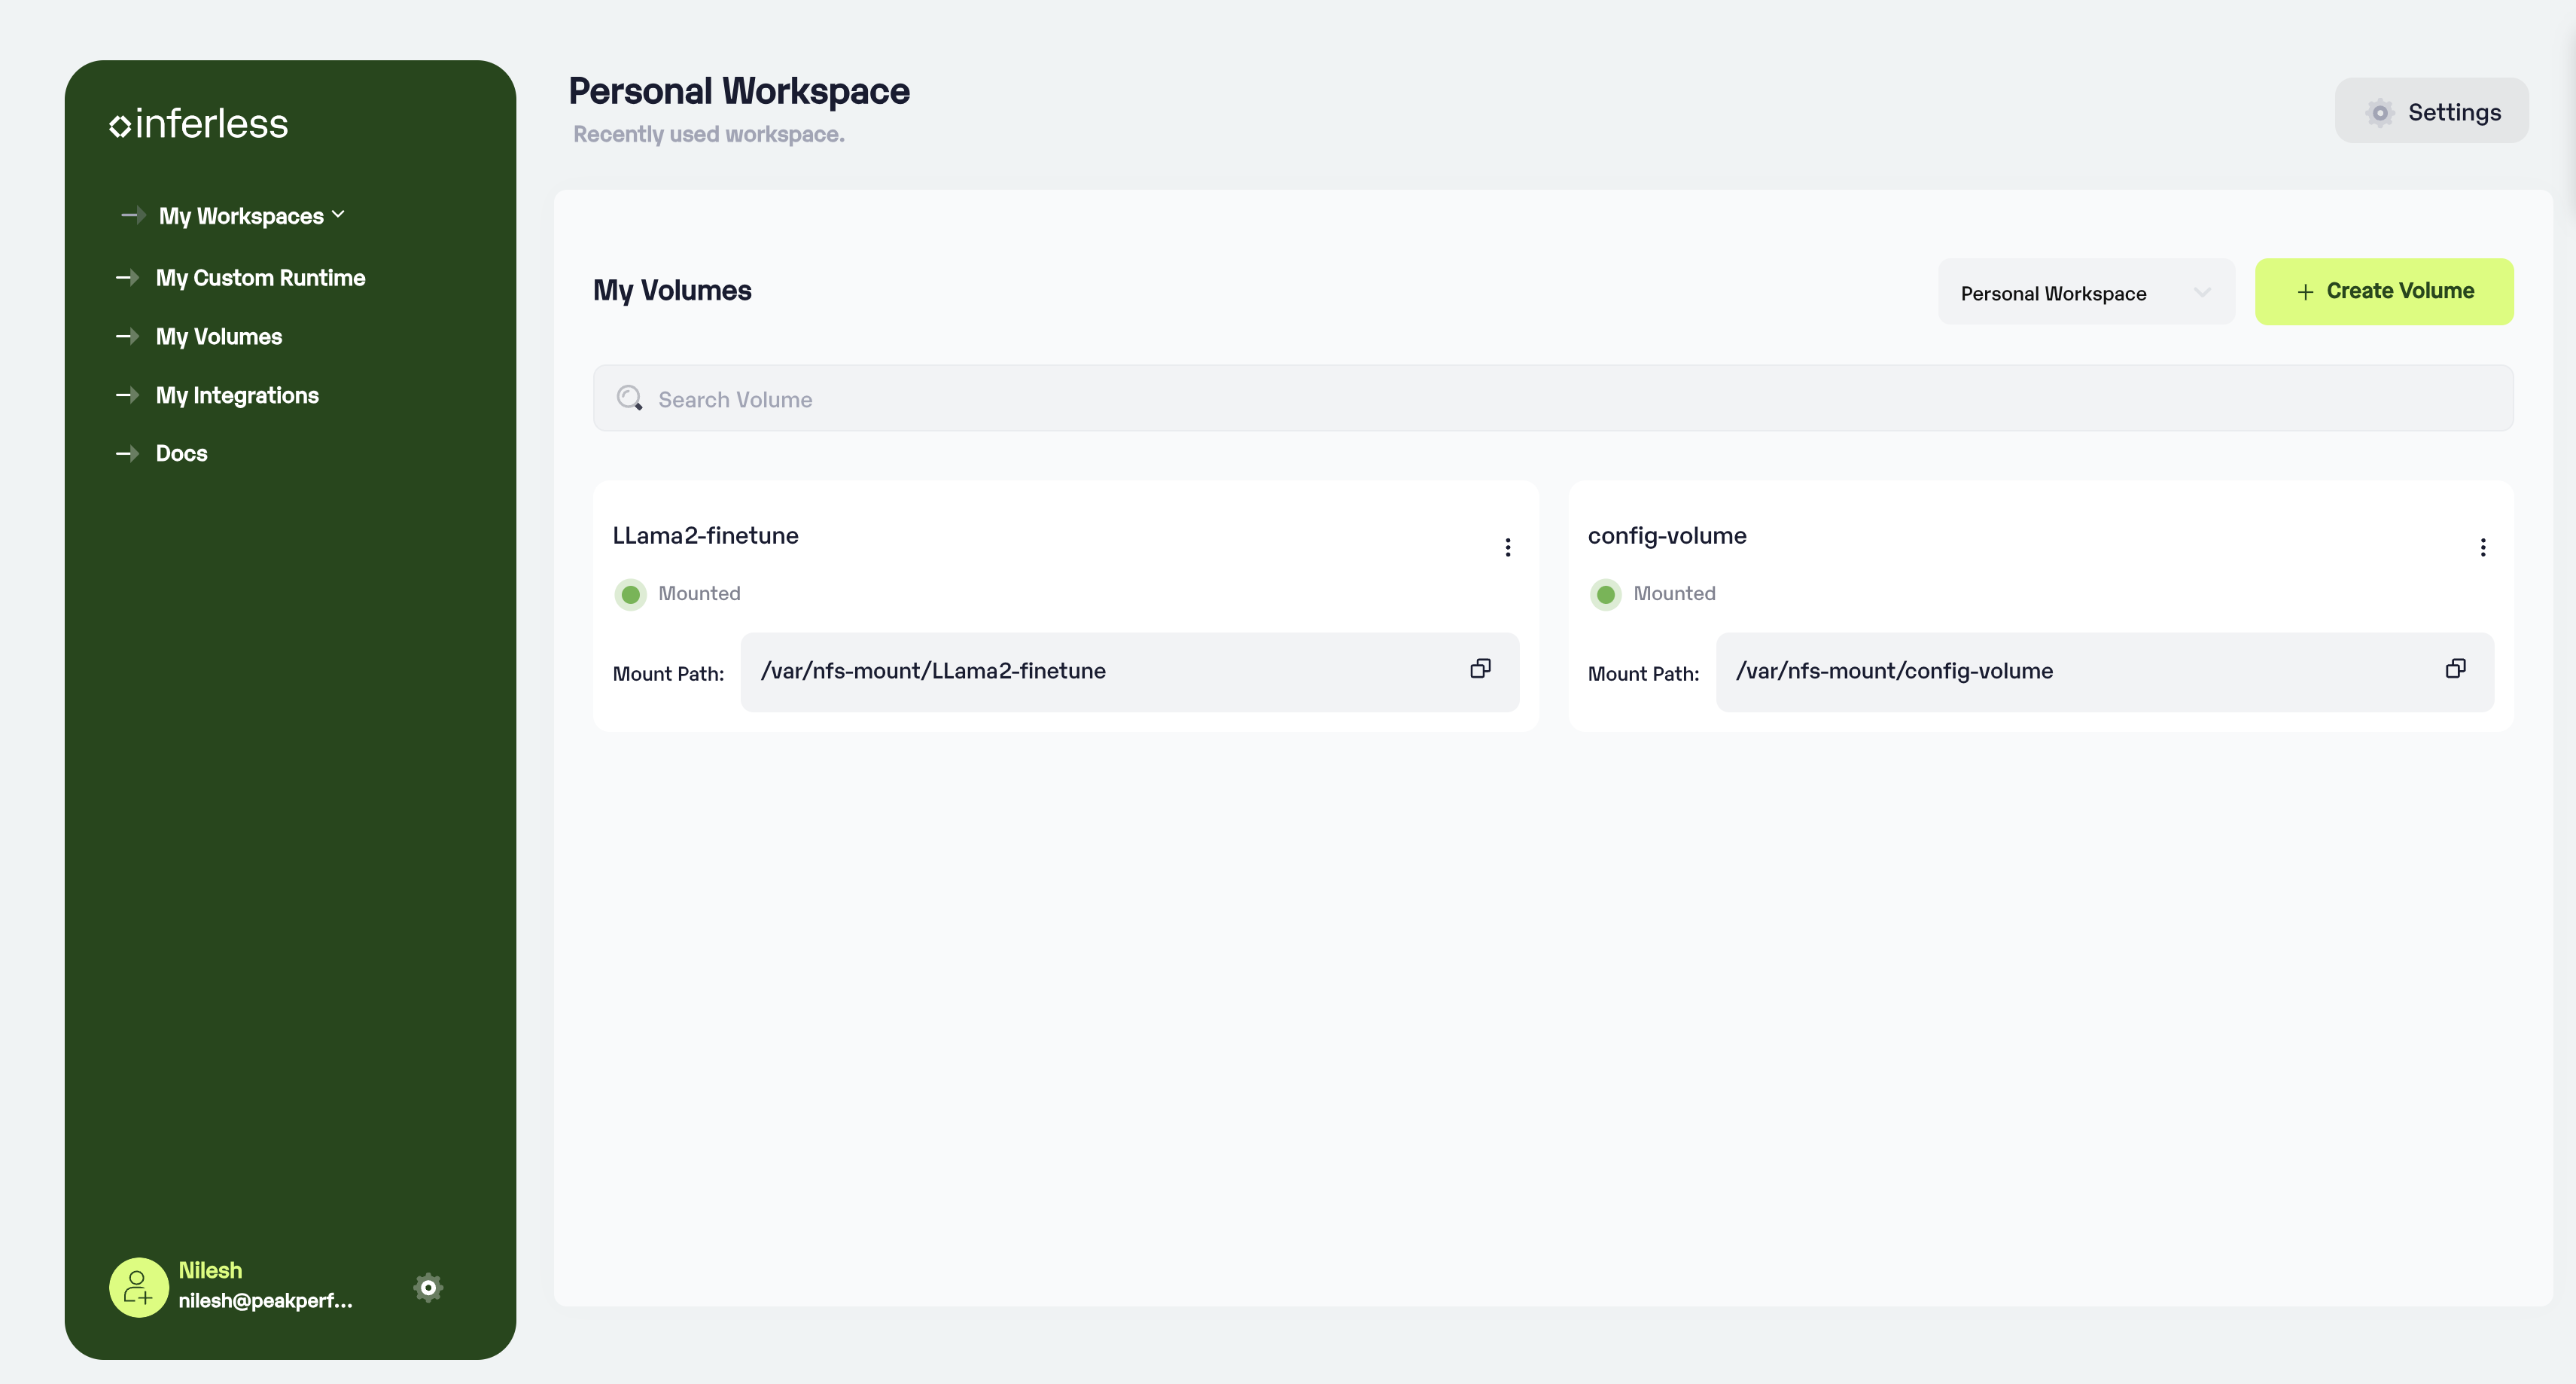 inferless
My Workspaces
My Custom Runtime
My Volumes
My Integrations
Docs
Nilesh
nilesh@peakperf...
Personal Workspace
Recently used workspace.
Settings
My Volumes
Personal Workspace
+ Create Volume
Search Volume
LLama2-finetune
Mounted
Mount Path: /var/nfs-mount/LLama2-finetune
config-volume
Mounted
Mount Path: /var/nfs-mount/config-volume